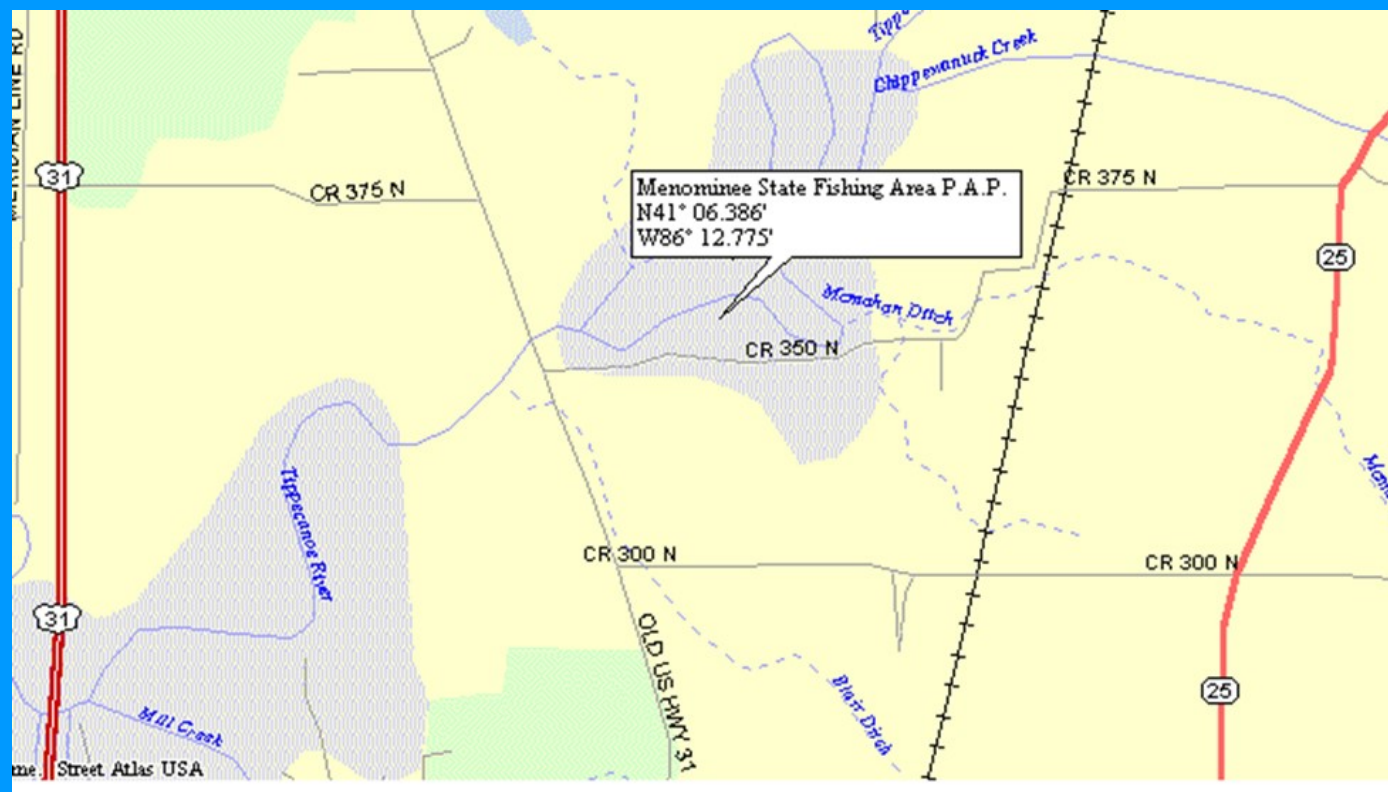 Chippewanuck Creek
MERIDIAN LINE RD
31
CR 375 N
CR 375 N
Menominee State Fishing Area P.A.P.
N41° 06.386'
W86° 12.775'
25
Mcmahan Ditch
CR 350 N
Tippecanoe River
CR 300 N
CR 300 N
31
OLD US HWY 31
25
Blair Ditch
Mill Creek
Street Atlas USA